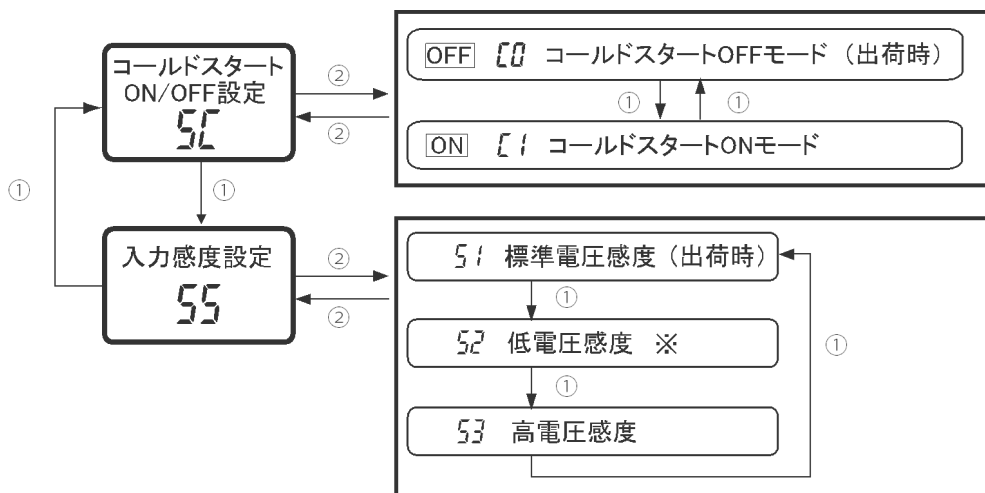 コールドスタート
ON/OFF設定
SC
②
②
OFF C0 コールドスタートOFFモード（出荷時）
①
①
ON C1 コールドスタートONモード
①
①
入力感度設定
SS
②
②
S1 標準電圧感度（出荷時）
①
S2 低電圧感度 ※
①
①
S3 高電圧感度